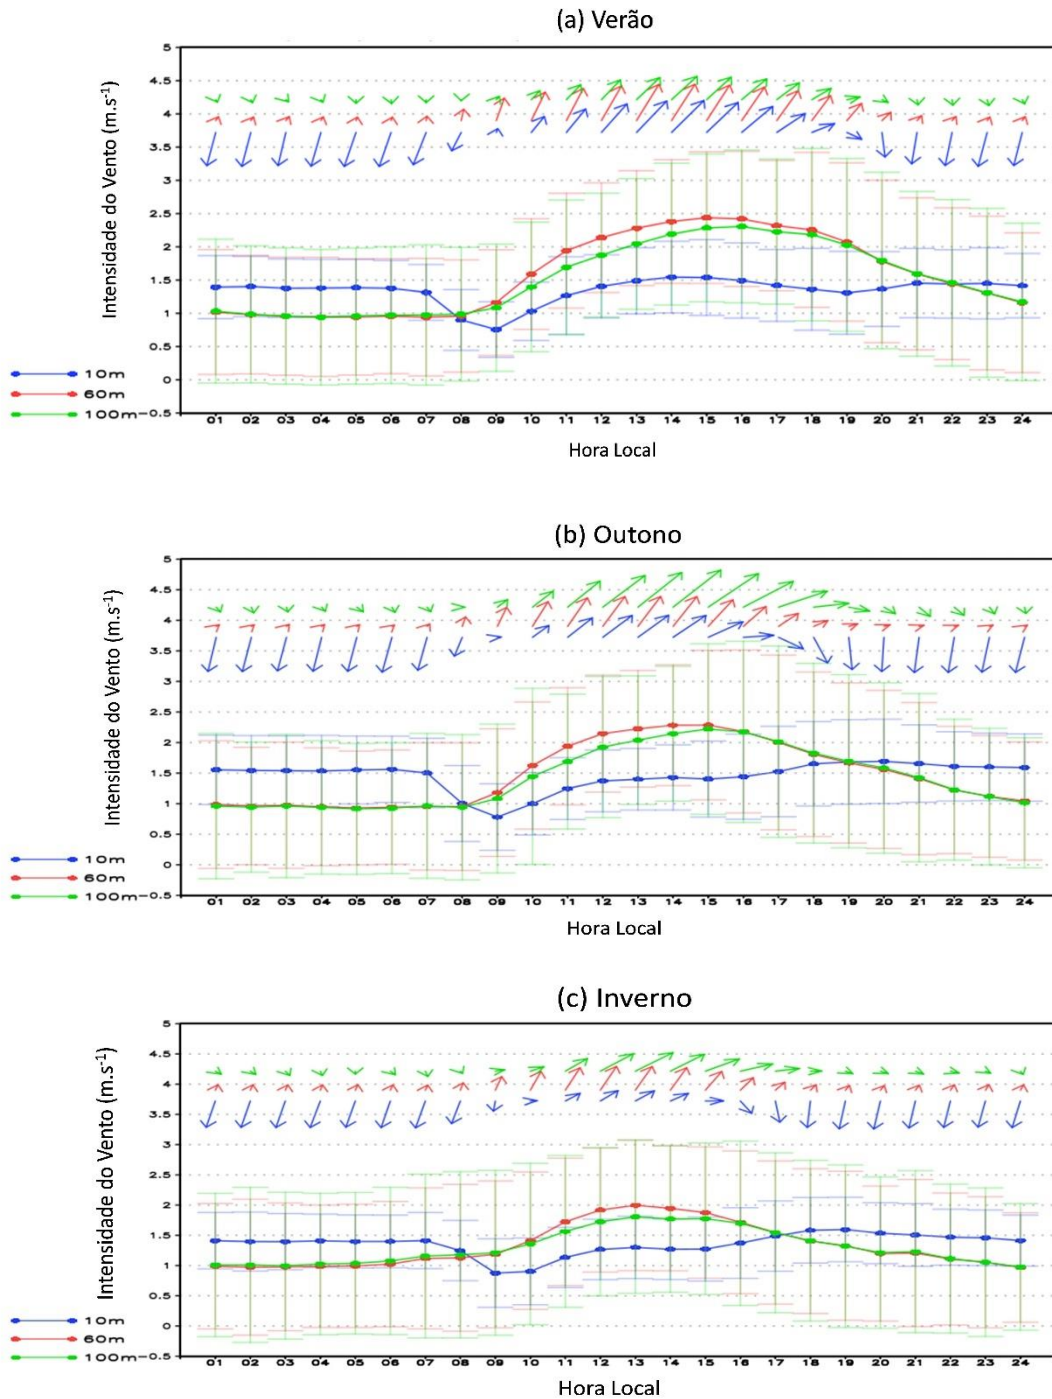 (a) Verão
Intensidade do Vento (m.s⁻¹)
5
4.5
4
3.5
3
2.5
2
1.5
1
0.5
0
-0.5
10m
60m
100m
01 02 03 04 05 06 07 08 09 10 11 12 13 14 15 16 17 18 19 20 21 22 23 24
Hora Local
(b) Outono
Intensidade do Vento (m.s⁻¹)
5
4.5
4
3.5
3
2.5
2
1.5
1
0.5
0
-0.5
10m
60m
100m
01 02 03 04 05 06 07 08 09 10 11 12 13 14 15 16 17 18 19 20 21 22 23 24
Hora Local
(c) Inverno
Intensidade do Vento (m.s⁻¹)
5
4.5
4
3.5
3
2.5
2
1.5
1
0.5
0
-0.5
10m
60m
100m
01 02 03 04 05 06 07 08 09 10 11 12 13 14 15 16 17 18 19 20 21 22 23 24
Hora Local